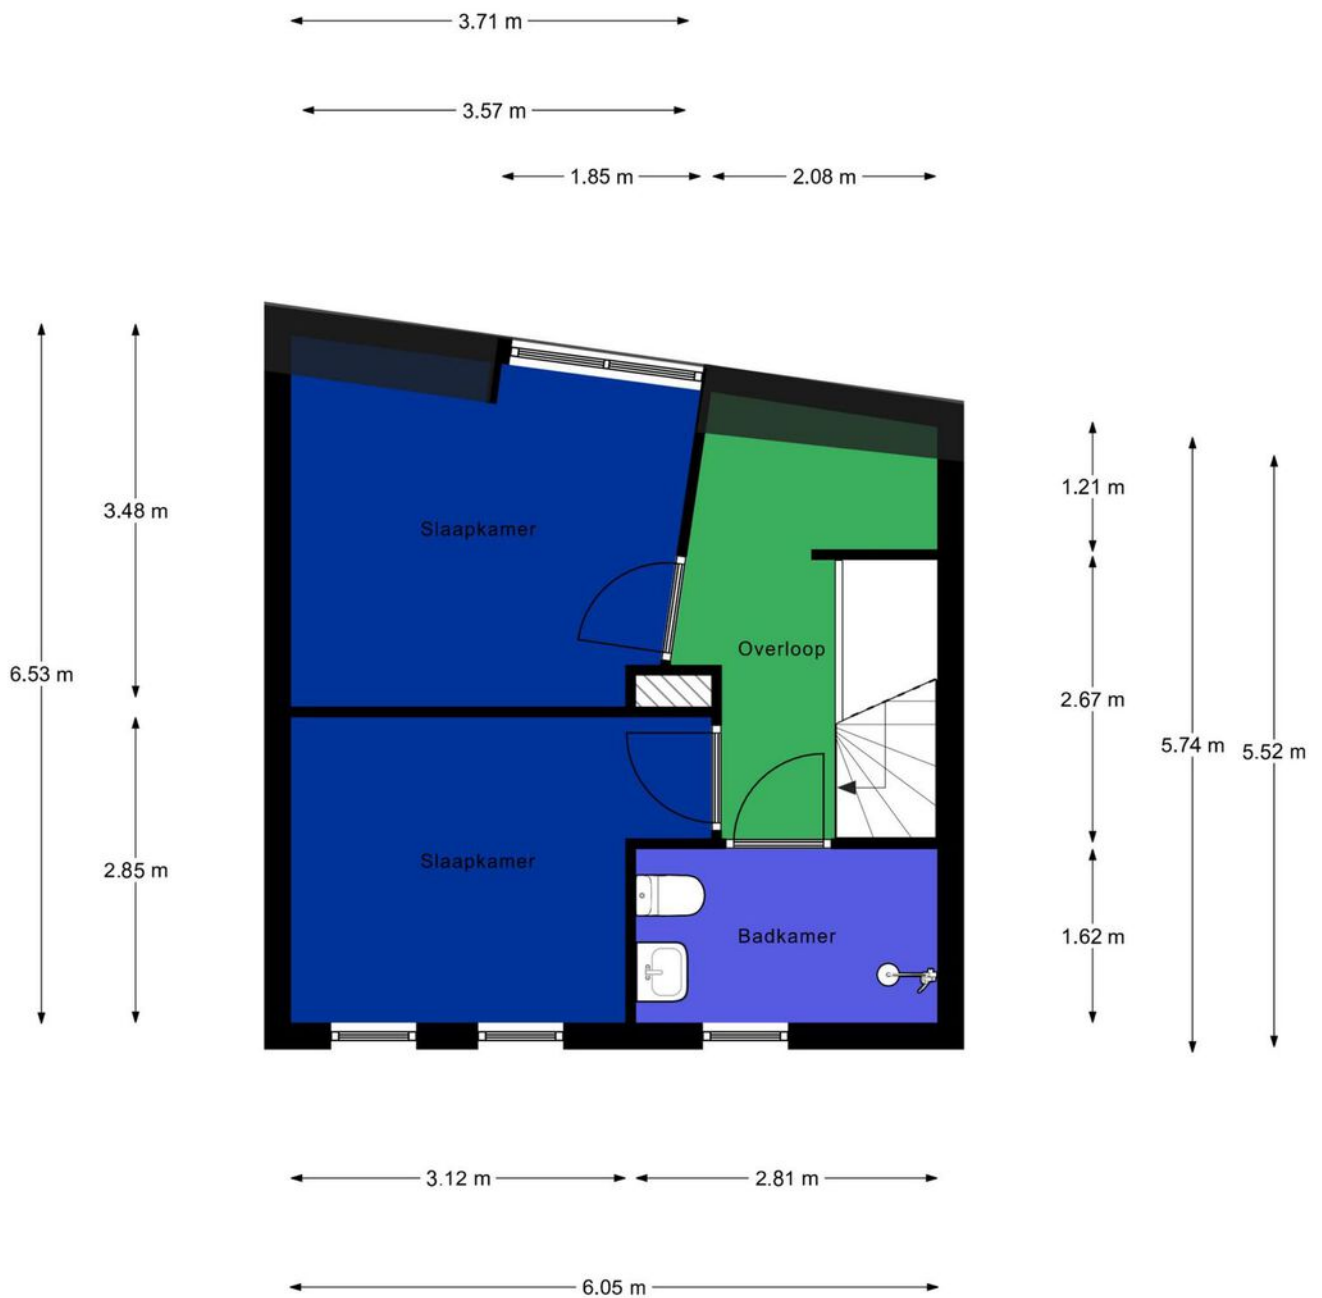 3.71 m
3.57 m
1.85 m
2.08 m
3.48 m
1.21 m
Slaapkamer
Overloop
6.53 m
2.67 m
5.74 m
5.52 m
Slaapkamer
2.85 m
Badkamer
1.62 m
3.12 m
2.81 m
6.05 m